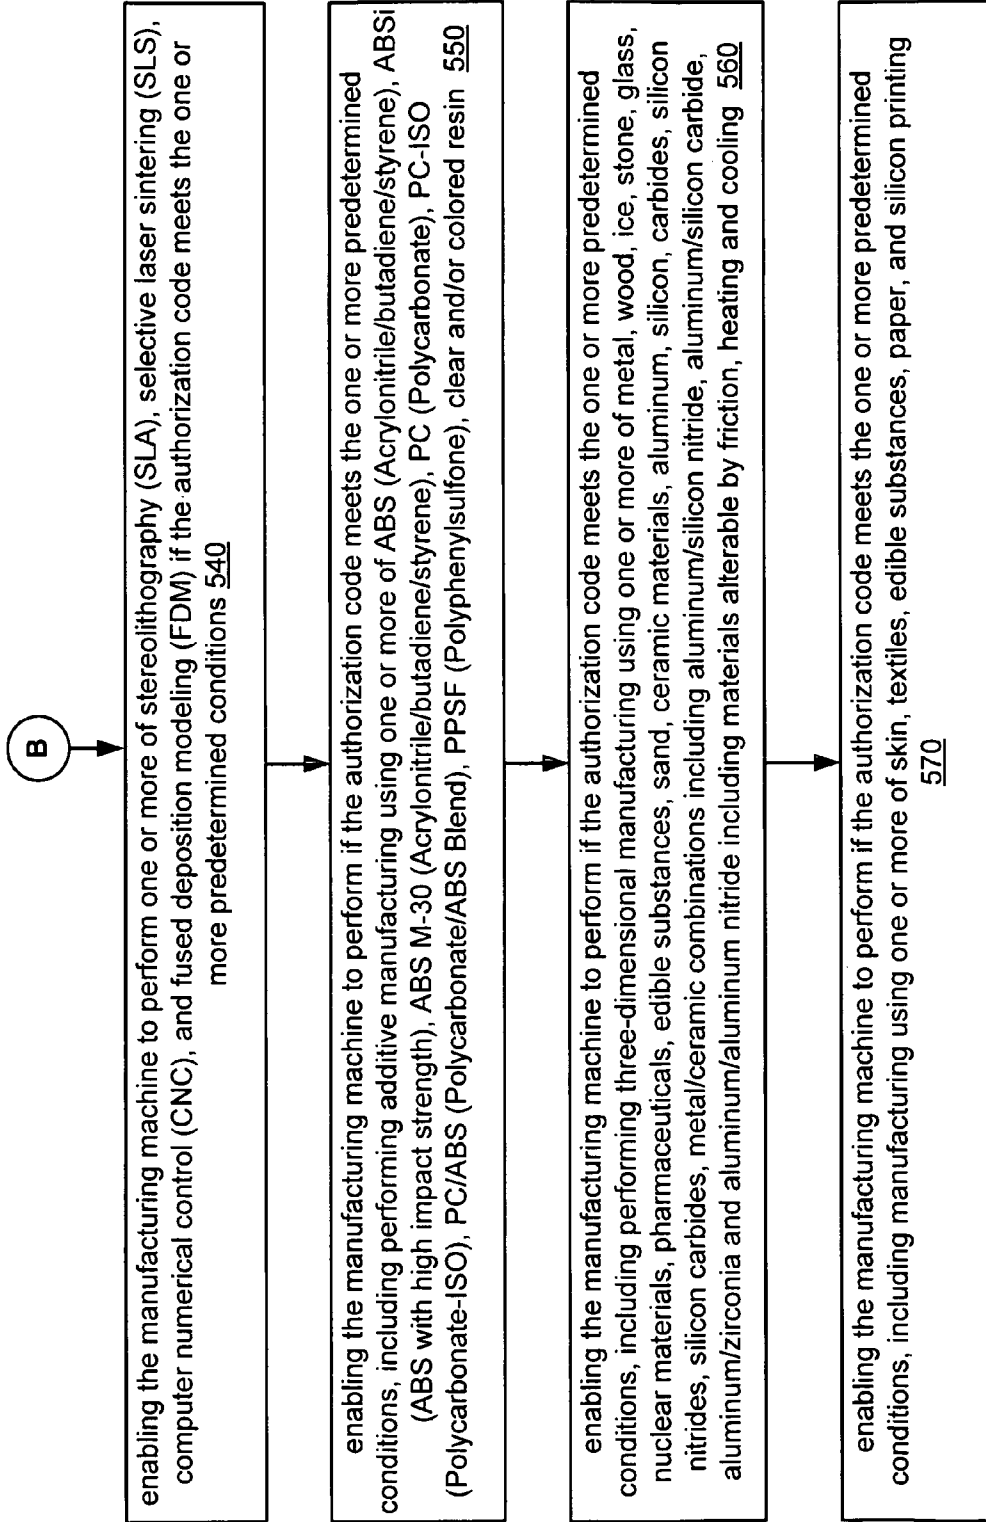 B
enabling the manufacturing machine to perform one or more of stereolithography (SLA), selective laser sintering (SLS),
computer numerical control (CNC), and fused deposition modeling (FDM) if the authorization code meets the one or
more predetermined conditions 540
enabling the manufacturing machine to perform if the authorization code meets the one or more predetermined
conditions, including performing additive manufacturing using one or more of ABS (Acrylonitrile/butadiene/styrene), ABSi
(ABS with high impact strength), ABS M-30 (Acrylonitrile/butadiene/styrene), PC (Polycarbonate), PC-ISO
(Polycarbonate-ISO), PC/ABS (Polycarbonate/ABS Blend), PPSF (Polyphenylsulfone), clear and/or colored resin 550
enabling the manufacturing machine to perform if the authorization code meets the one or more predetermined
conditions, including performing three-dimensional manufacturing using one or more of metal, wood, ice, stone, glass,
nuclear materials, pharmaceuticals, edible substances, sand, ceramic materials, aluminum, silicon, carbides, silicon
nitrides, silicon carbides, metal/ceramic combinations including aluminum/silicon nitride, aluminum/silicon carbide,
aluminum/zirconia and aluminum/aluminum nitride including materials alterable by friction, heating and cooling 560
enabling the manufacturing machine to perform if the authorization code meets the one or more predetermined
conditions, including manufacturing using one or more of skin, textiles, edible substances, paper, and silicon printing
570